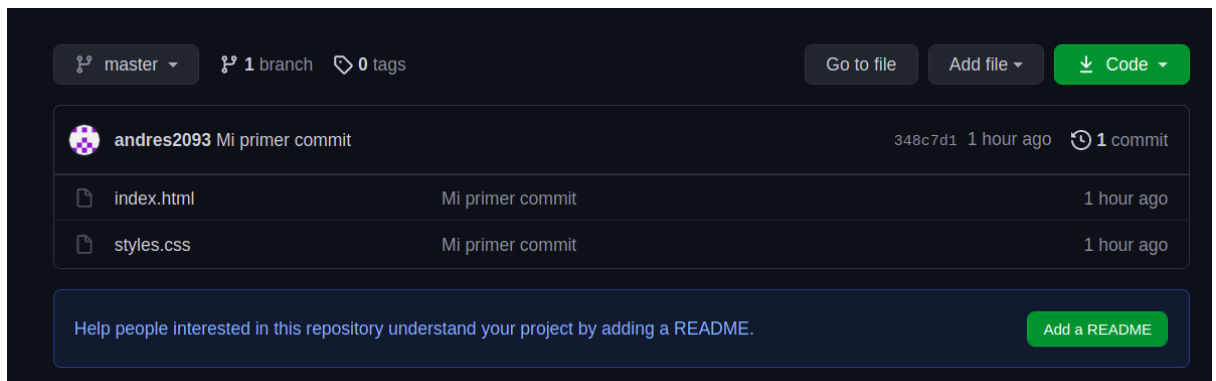 master 1 branch 0 tags Go to file Add file Code
andres2093 Mi primer commit 348c7d1 1 hour ago 1 commit
index.html Mi primer commit 1 hour ago
styles.css Mi primer commit 1 hour ago
Help people interested in this repository understand your project by adding a README. Add a README